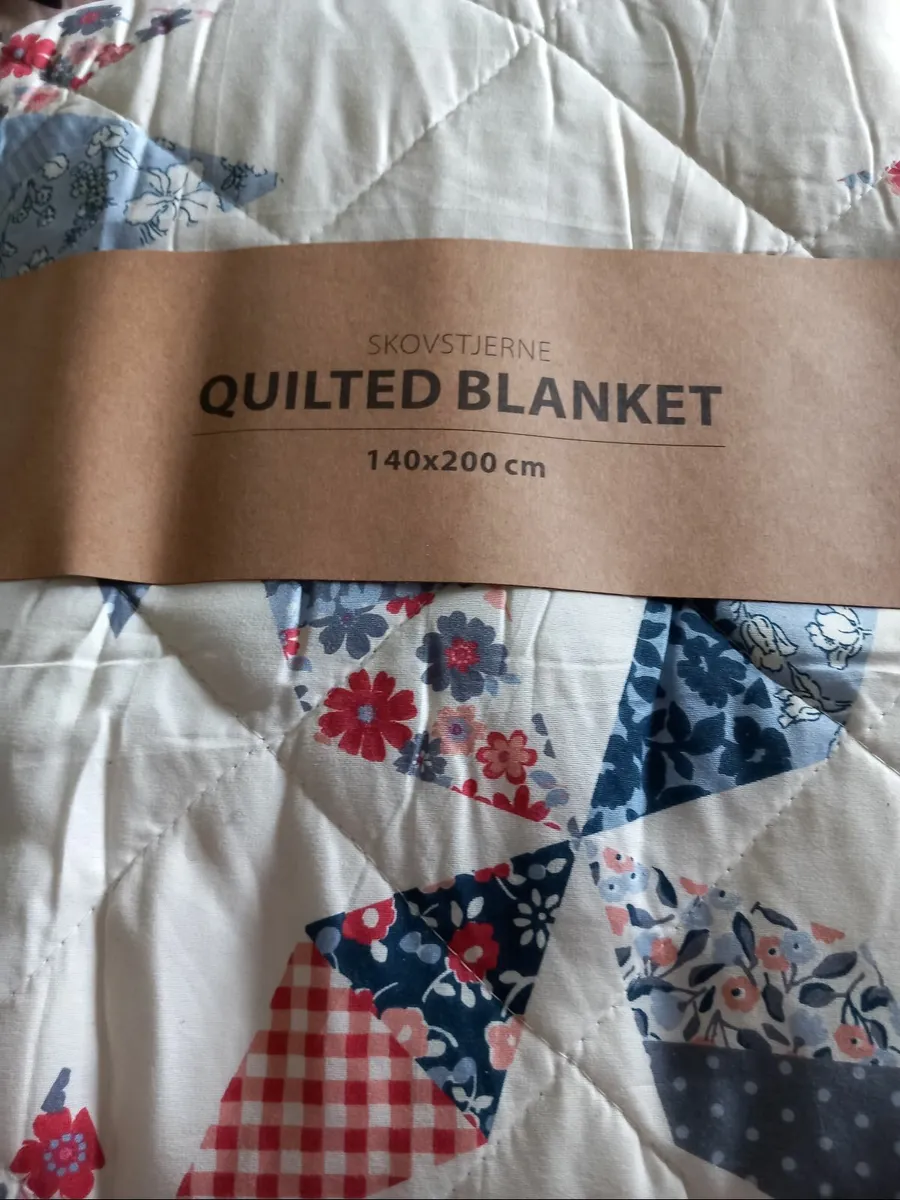 SKOVSTJERNE
QUILTED BLANKET
140x200 cm